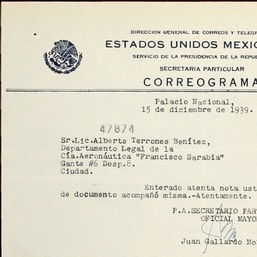 DIRECCIÓN GENERAL DE CORREOS Y TELEGR
ESTADOS UNIDOS MEXIC
SERVICIO DE LA PRESIDENCIA DE LA REPUB
SECRETARIA PARTICULAR
CORREOGRAMA
Palacio Nacional,
15 de diciembre de 1939.
47874
Sr.Lic.Alberto Terrones Benítez,
Departamento Legal de la
Cía.Aeronáutica "Francisco Sarabia"
Gante #6 Desp.8.
Ciudad.
Enterado atenta nota ust
de documento acompañó misma.-Atentamente.
P.A.SECRETARIO PAR
OFICIAL MAYO
Juan Gallardo Mo